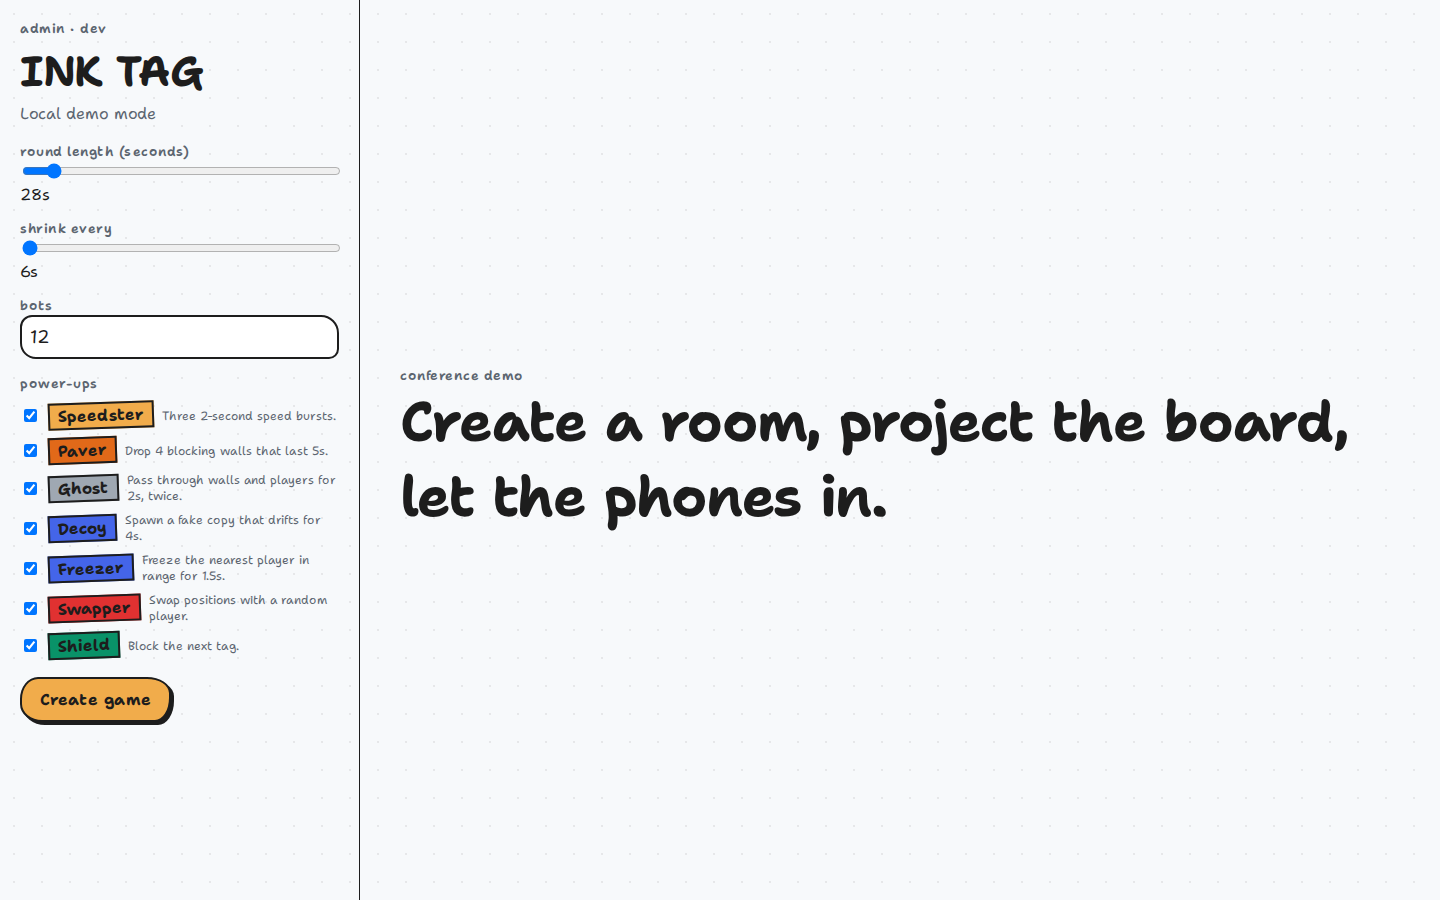 admin · dev
INK TAG
Local demo mode
round length (seconds)
28s
shrink every
6s
bots
12
power-ups
Speedster Three 2-second speed bursts.
Paver Drop 4 blocking walls that last 5s.
Ghost Pass through walls and players for
2s, twice.
Decoy Spawn a fake copy that drifts for
4s.
Freezer Freeze the nearest player in
range for 1.5s.
Swapper Swap positions with a random
player.
Shield Block the next tag.
Create game
conference demo
Create a room, project the board,
let the phones in.